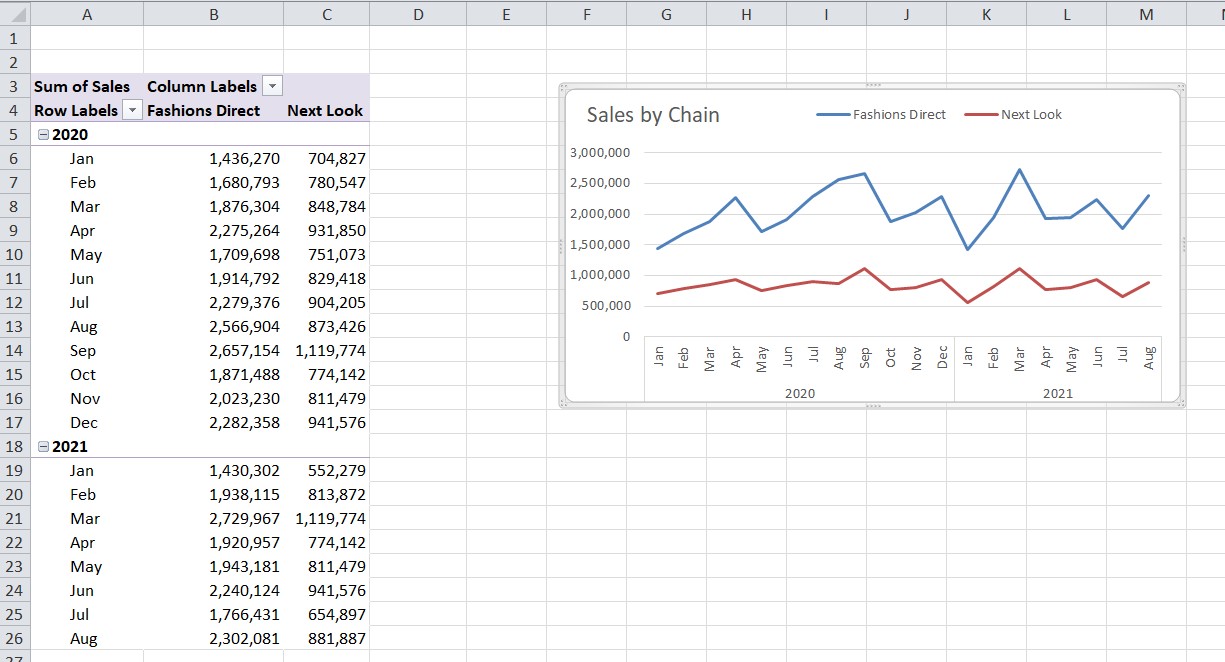 A B C D E F G H I J K L M
1
2
3 Sum of Sales Column Labels
4 Row Labels Fashions Direct Next Look
5 2020
6 Jan 1,436,270 704,827
7 Feb 1,680,793 780,547
8 Mar 1,876,304 848,784
9 Apr 2,275,264 931,850
10 May 1,709,698 751,073
11 Jun 1,914,792 829,418
12 Jul 2,279,376 904,205
13 Aug 2,566,904 873,426
14 Sep 2,657,154 1,119,774
15 Oct 1,871,488 774,142
16 Nov 2,023,230 811,479
17 Dec 2,282,358 941,576
18 2021
19 Jan 1,430,302 552,279
20 Feb 1,938,115 813,872
21 Mar 2,729,967 1,119,774
22 Apr 1,920,957 774,142
23 May 1,943,181 811,479
24 Jun 2,240,124 941,576
25 Jul 1,766,431 654,897
26 Aug 2,302,081 881,887
27
Sales by Chain
Fashions Direct Next Look
3,000,000
2,500,000
2,000,000
1,500,000
1,000,000
500,000
0
Jan Feb Mar Apr May Jun Jul Aug Sep Oct Nov Dec Jan Feb Mar Apr May Jun Jul Aug
2020 2021